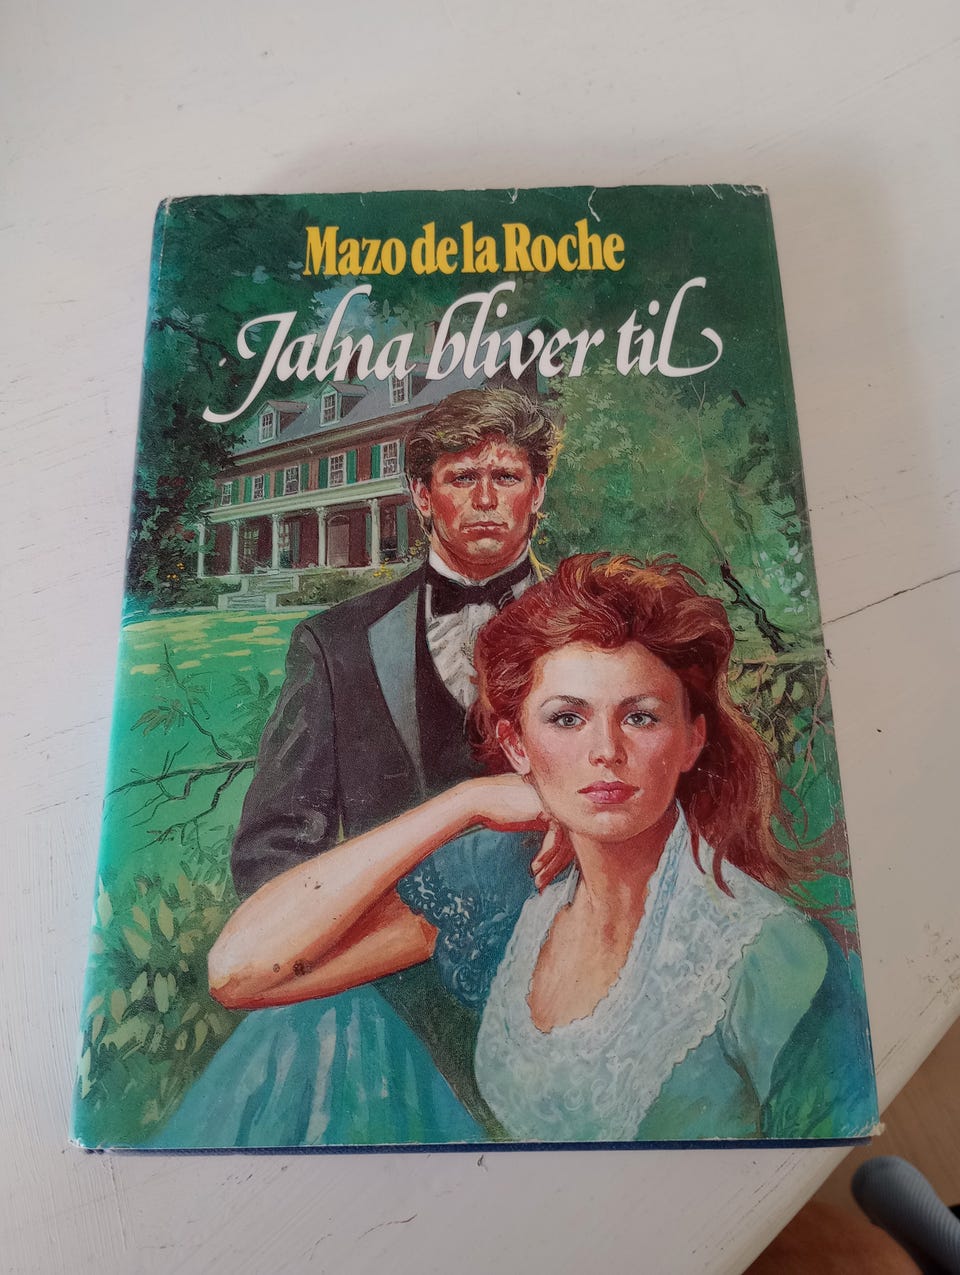 Mazo de la Roche
Jalna bliver til